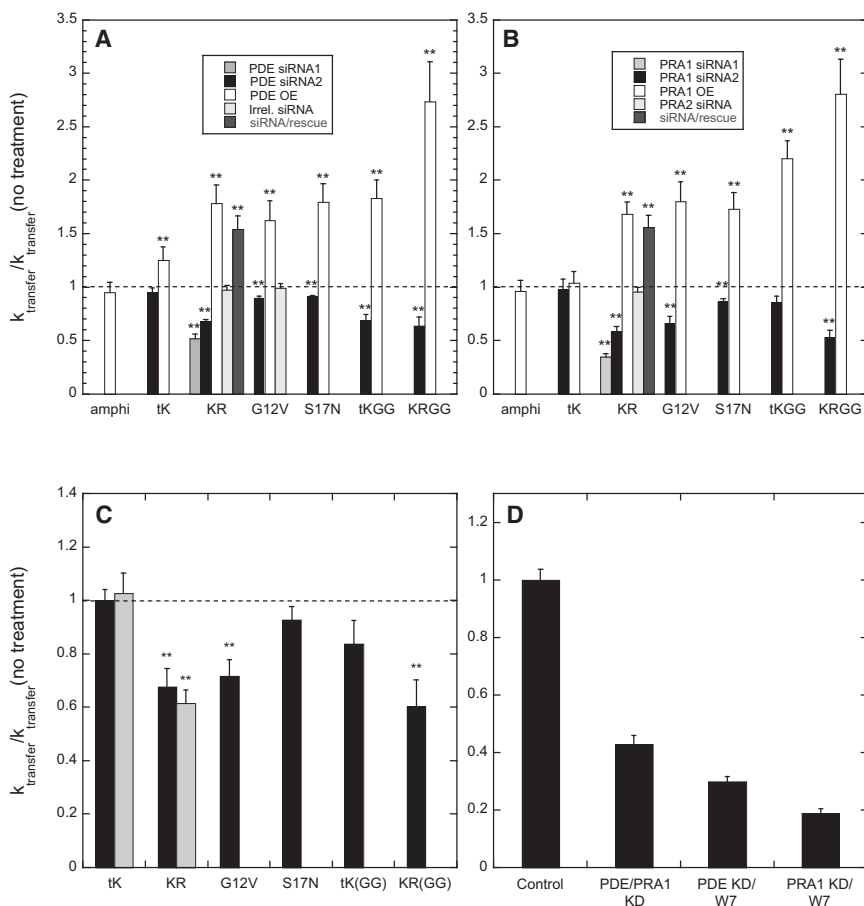 A
PDE siRNA1
PDE siRNA2
PDE OE
Irrel. siRNA
siRNA/rescue
k transfer/k transfer (no treatment)
3.5
3
2.5
2
1.5
1
0.5
0
** ** ** ** ** ** ** ** ** ** ** **
amphi tK KR G12V S17N tKGG KRGG
B
PRA1 siRNA1
PRA1 siRNA2
PRA1 OE
PRA2 siRNA
siRNA/rescue
3.5
3
2.5
2
1.5
1
0.5
0
** ** ** ** ** ** ** ** ** ** **
amphi tK KR G12V S17N tKGG KRGG
C
k transfer/k transfer (no treatment)
1.4
1.2
1
0.8
0.6
0.4
0.2
0
** ** ** **
tK KR G12V S17N tK(GG) KR(GG)
D
1.2
1
0.8
0.6
0.4
0.2
0
Control PDE/PRA1 PDE KD/ PRA1 KD/
KD W7 W7